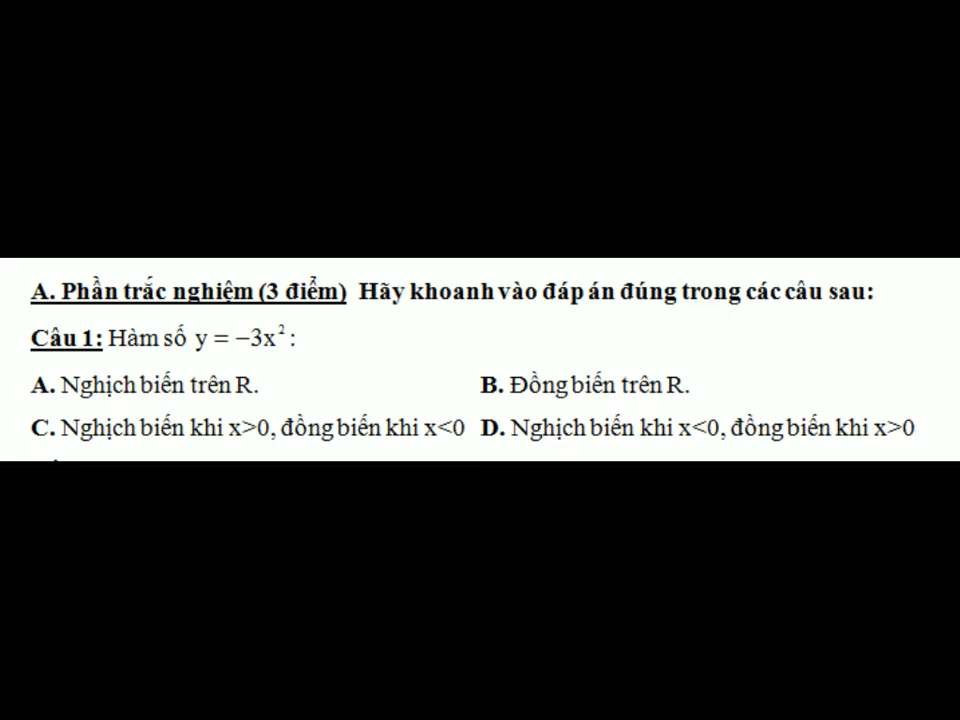 A. Phần trắc nghiệm (3 điểm) Hãy khoanh vào đáp án đúng trong các câu sau:
Câu 1: Hàm số y = −3x² :
A. Nghịch biến trên R. B. Đồng biến trên R.
C. Nghịch biến khi x>0, đồng biến khi x<0 D. Nghịch biến khi x<0, đồng biến khi x>0